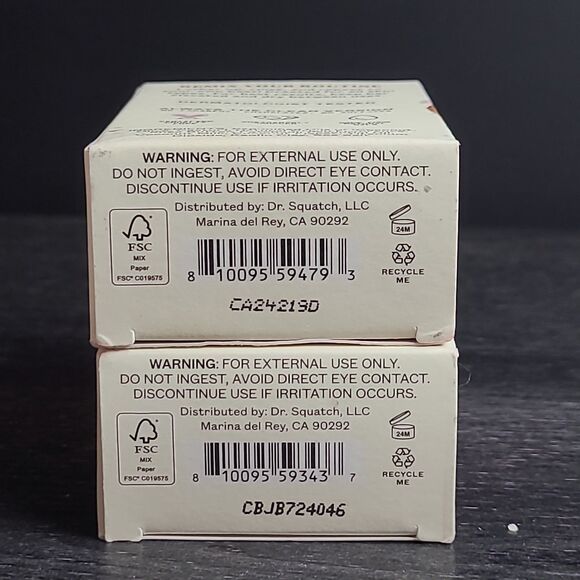 DERMATOLOGIST TESTED
WARNING: FOR EXTERNAL USE ONLY.
DO NOT INGEST, AVOID DIRECT EYE CONTACT.
DISCONTINUE USE IF IRRITATION OCCURS.
Distributed by: Dr. Squatch, LLC
Marina del Rey, CA 90292
FSC
MIX
Paper
FSC® C019575
8 10095 59479 3
24M
RECYCLE
ME
CA24213D
WARNING: FOR EXTERNAL USE ONLY.
DO NOT INGEST, AVOID DIRECT EYE CONTACT.
DISCONTINUE USE IF IRRITATION OCCURS.
Distributed by: Dr. Squatch, LLC
Marina del Rey, CA 90292
FSC
MIX
Paper
FSC® C019575
8 10095 59343 7
24M
RECYCLE
ME
CBJB724046